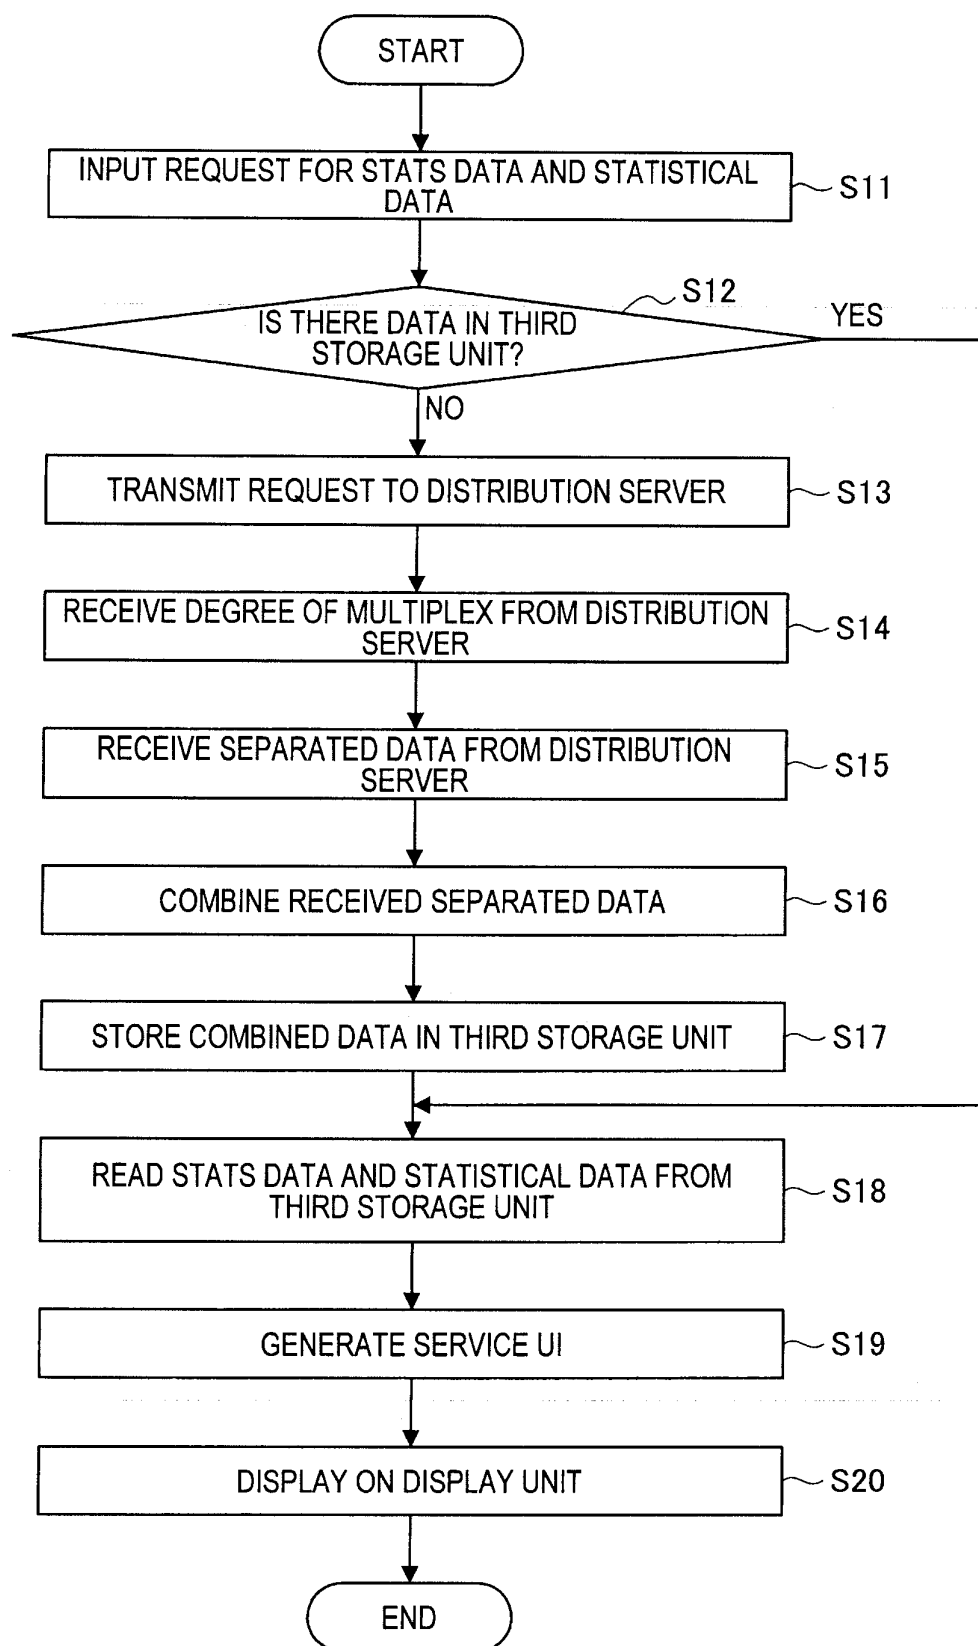 START
INPUT REQUEST FOR STATS DATA AND STATISTICAL
DATA
S11
S12
IS THERE DATA IN THIRD
STORAGE UNIT?
YES
NO
TRANSMIT REQUEST TO DISTRIBUTION SERVER
S13
RECEIVE DEGREE OF MULTIPLEX FROM DISTRIBUTION
SERVER
S14
RECEIVE SEPARATED DATA FROM DISTRIBUTION
SERVER
S15
COMBINE RECEIVED SEPARATED DATA
S16
STORE COMBINED DATA IN THIRD STORAGE UNIT
S17
READ STATS DATA AND STATISTICAL DATA FROM
THIRD STORAGE UNIT
S18
GENERATE SERVICE UI
S19
DISPLAY ON DISPLAY UNIT
S20
END